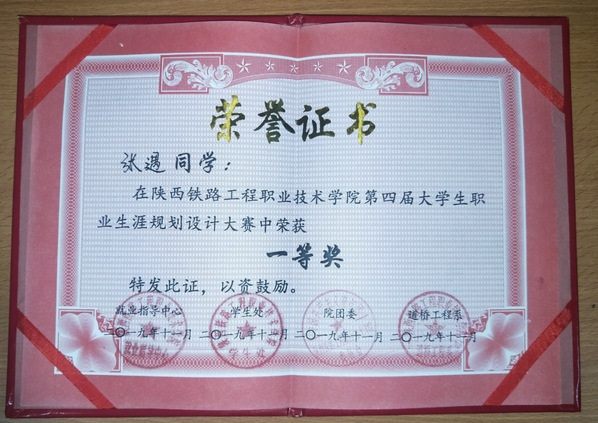 荣誉证书
张遇 同学：
在陕西铁路工程职业技术学院第四届大学生职
业生涯规划设计大赛中荣获
一等奖
特发此证，以资鼓励。
就业指导中心 学生处 院团委 道桥工程系
二〇一九年十一月 二〇一九年十一月 二〇一九年十一月 二〇一九年十一月